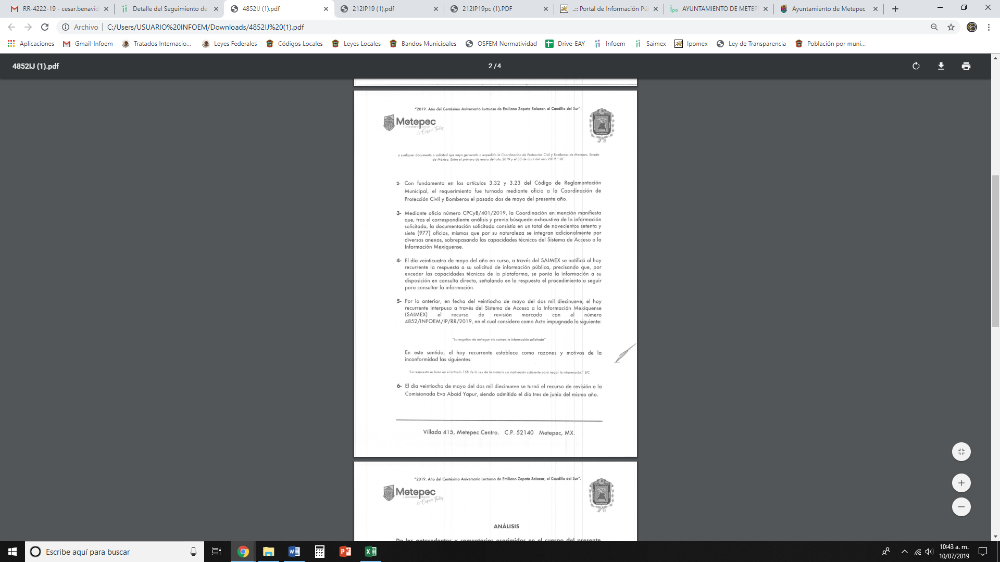 RR-4222-19 - cesar.benavid
Detalle del Seguimiento de
4852IJ (1).pdf
212IP19 (1).pdf
212IP19pc (1).PDF
..:: Portal de Información Pú
AYUNTAMIENTO DE METEP
Ayuntamiento de Metepec
Archivo
C:/Users/USUARIO%20INFOEM/Downloads/4852IJ%20(1).pdf
Aplicaciones
Gmail-Infoem
Tratados Internacio...
Leyes Federales
Códigos Locales
Leyes Locales
Bandos Municipales
OSFEM Normatividad
Drive-EAY
Infoem
Saimex
Ipomex
Ley de Transparencia
Población por muni...
4852IJ (1).pdf
2 / 4
"2019. Año del Centésimo Aniversario Luctuoso de Emiliano Zapata Salazar, el Caudillo del Sur".
Metepec
la Casa de Todos
o cualquier documento o solicitud que haya generado o expedido la Coordinación de Protección Civil y Bomberos de Metepec, Estado
de México. Entre el primero de enero del año 2019 y el 30 de abril del año 2019." SIC
2- Con fundamento en los artículos 3.32 y 3.23 del Código de Reglamentación
Municipal, el requerimiento fue turnado mediante oficio a la Coordinación de
Protección Civil y Bomberos el pasado dos de mayo del presente año.
3- Mediante oficio número CPCyB/401/2019, la Coordinación en mención manifiesta
que, tras el correspondiente análisis y previa búsqueda exhaustiva de la información
solicitada, la documentación solicitada consistía en un total de novecientos setenta y
siete (977) oficios, mismos que por su naturaleza se integran adicionalmente por
diversos anexos, sobrepasando las capacidades técnicas del Sistema de Acceso a la
Información Mexiquense.
4- El día veinticuatro de mayo del año en curso, a través del SAIMEX se notificó al hoy
recurrente la respuesta a su solicitud de información pública, precisando que, por
exceder las capacidades técnicas de la plataforma, se ponía la información a su
disposición en consulta directa, señalando en la respuesta el procedimiento a seguir
para consultar la información.
5- Por lo anterior, en fecha del veintiocho de mayo del dos mil diecinueve, el hoy
recurrente interpuso a través del Sistema de Acceso a la Información Mexiquense
(SAIMEX) el recurso de revisión marcado con el número
4852/INFOEM/IP/RR/2019, en el cual considera como Acto impugnado lo siguiente:
"La negativa de entregar vía saimex la información solicitada"
En este sentido, el hoy recurrente establece como razones y motivos de la
inconformidad las siguientes:
"La respuesta se basa en el artículo 158 de la Ley de la materia sin motivación suficiente para negar la información." SIC
6- El día veintiocho de mayo del dos mil diecinueve se turnó el recurso de revisión a la
Comisionada Eva Abaid Yapur, siendo admitido el día tres de junio del mismo año.
Villada 415, Metepec Centro. C.P. 52140 Metepec, MX.
"2019. Año del Centésimo Aniversario Luctuoso de Emiliano Zapata Salazar, el Caudillo del Sur".
Metepec
la Casa de Todos
ANÁLISIS
De los antecedentes y comentarios esgrimidos en el cuerpo del presente
Escribe aquí para buscar
10:43 a. m.
10/07/2019